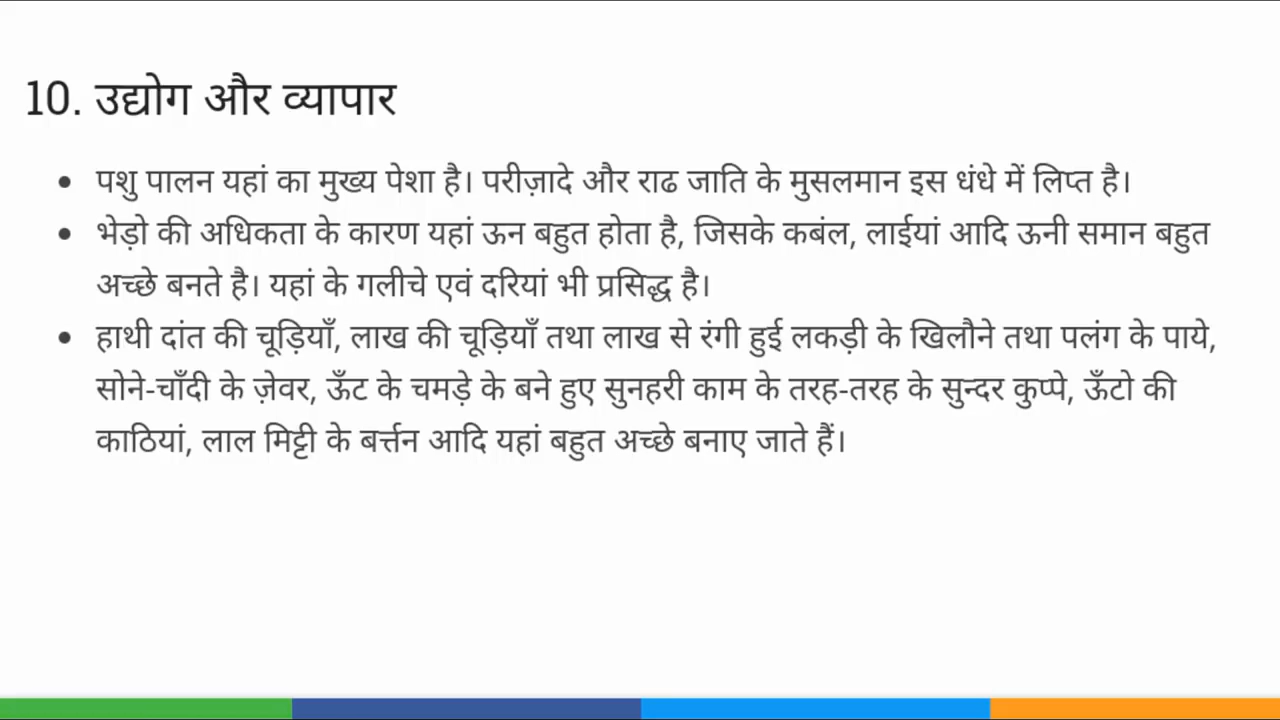 10. उद्योग और व्यापार
• पशु पालन यहां का मुख्य पेशा है। परीज़ादे और राढ जाति के मुसलमान इस धंधे में लिप्त है।
• भेड़ो की अधिकता के कारण यहां ऊन बहुत होता है, जिसके कबंल, लाईयां आदि ऊनी समान बहुत
अच्छे बनते है। यहां के गलीचे एवं दरियां भी प्रसिद्ध है।
• हाथी दांत की चूड़ियाँ, लाख की चूड़ियाँ तथा लाख से रंगी हुई लकड़ी के खिलौने तथा पलंग के पाये,
सोने-चाँदी के ज़ेवर, ऊँट के चमड़े के बने हुए सुनहरी काम के तरह-तरह के सुन्दर कुप्पे, ऊँटो की
काठियां, लाल मिट्टी के बर्त्तन आदि यहां बहुत अच्छे बनाए जाते हैं।